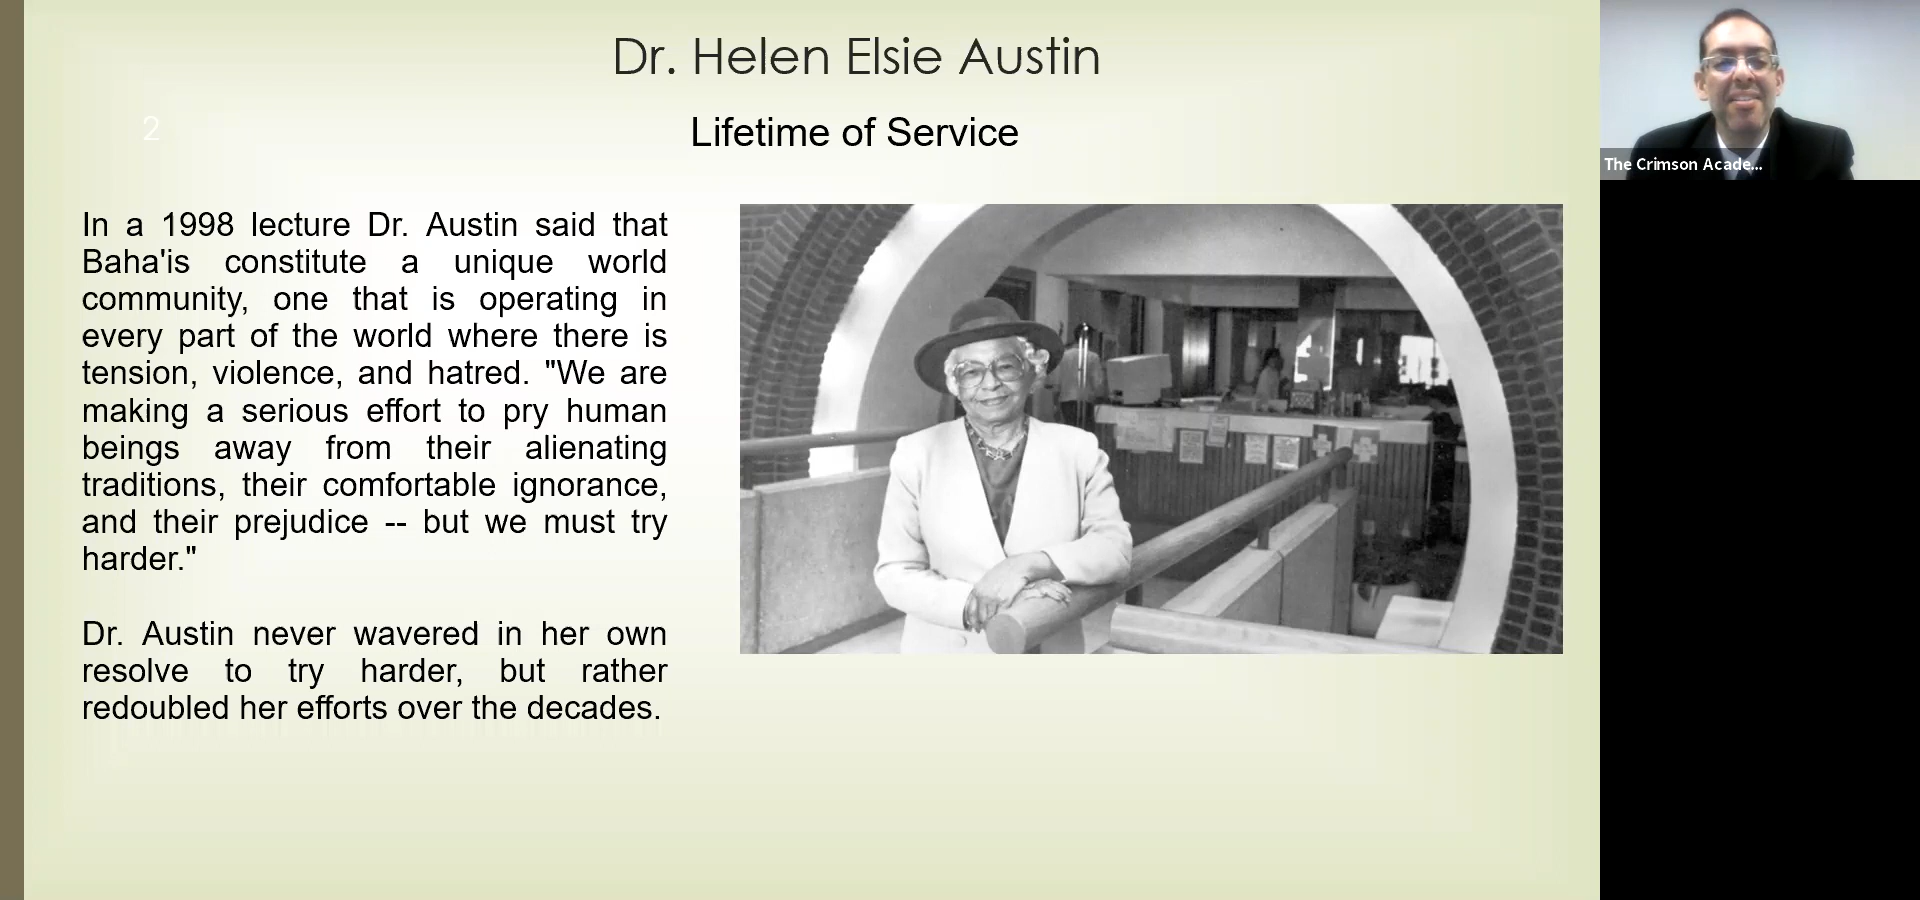 Dr. Helen Elsie Austin
2
Lifetime of Service
In a 1998 lecture Dr. Austin said that
Baha'is constitute a unique world
community, one that is operating in
every part of the world where there is
tension, violence, and hatred. "We are
making a serious effort to pry human
beings away from their alienating
traditions, their comfortable ignorance,
and their prejudice -- but we must try
harder."
Dr. Austin never wavered in her own
resolve to try harder, but rather
redoubled her efforts over the decades.
The Crimson Acade...